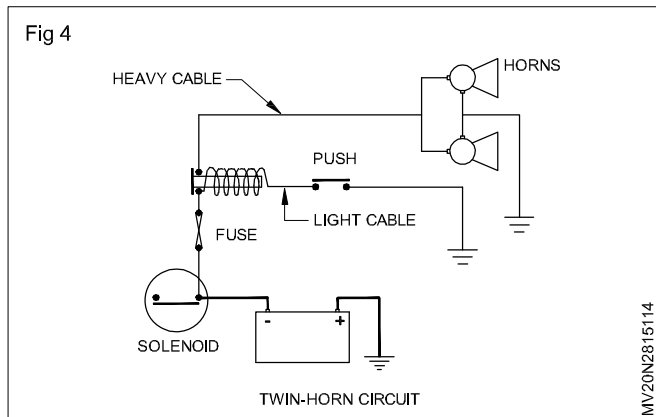 Fig 4
HEAVY CABLE
HORNS
PUSH
LIGHT CABLE
FUSE
- +
SOLENOID
TWIN-HORN CIRCUIT
MV20N2815114